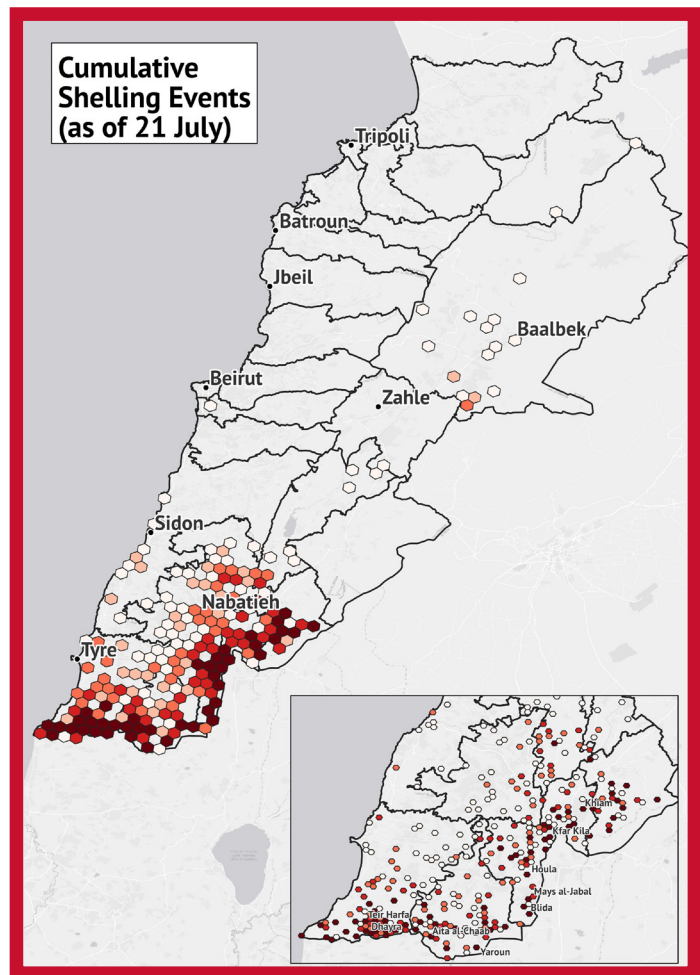 Cumulative
Shelling Events
(as of 21 July)
Tripoli
Batroun
Jbeil
Baalbek
Beirut
Zahle
Sidon
Nabatieh
Tyre
Khiam
Kfar Kila
Houla
Mays al-Jabal
Blida
Teir Harfa
Dhayra
Aita al-Chaab
Yaroun